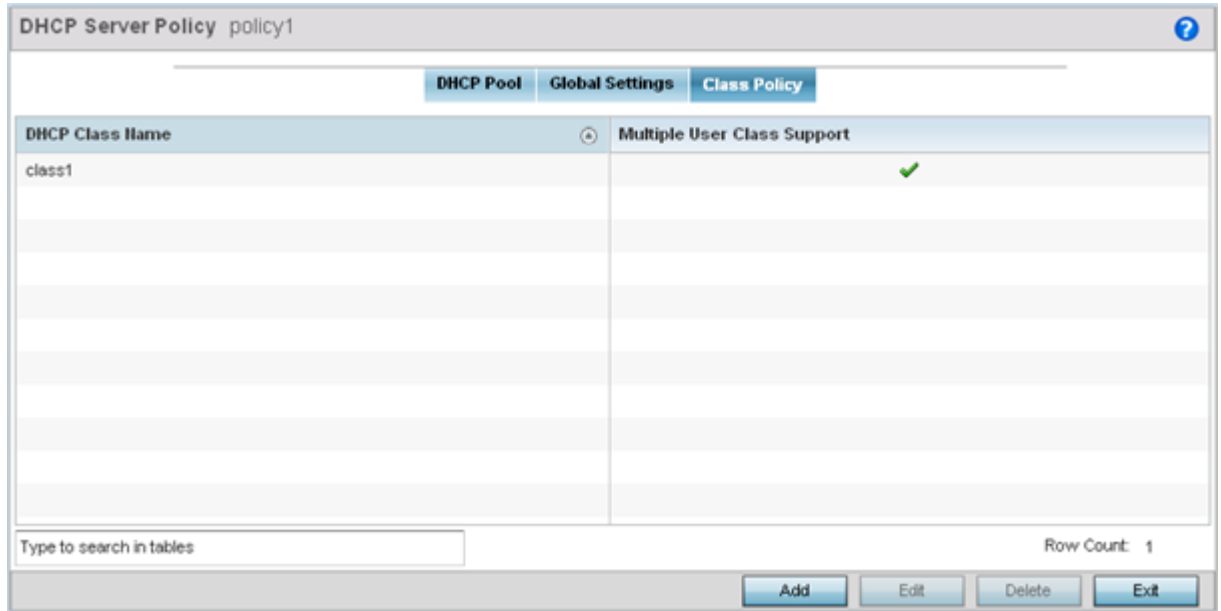 DHCP Server Policy policy1
?
DHCP Pool Global Settings Class Policy
DHCP Class Name Multiple User Class Support
class1
Type to search in tables Row Count: 1
Add Edit Delete Exit